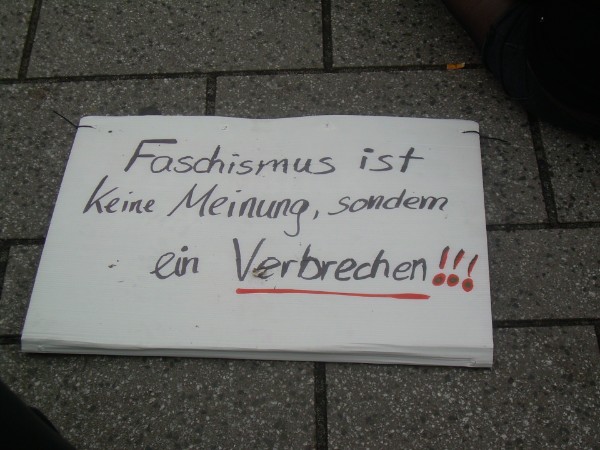 Faschismus ist
keine Meinung, sondern
ein Verbrechen!!!